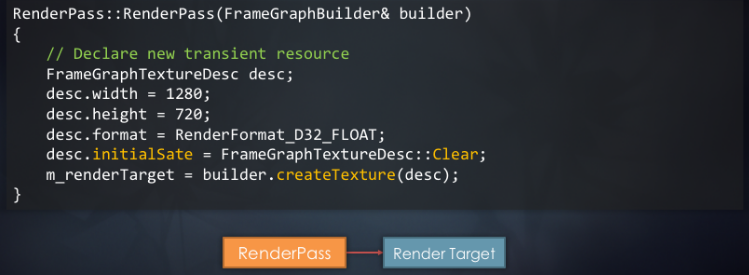 RenderPass::RenderPass(FrameGraphBuilder& builder)
{
    // Declare new transient resource
    FrameGraphTextureDesc desc;
    desc.width = 1280;
    desc.height = 720;
    desc.format = RenderFormat_D32_FLOAT;
    desc.initialSate = FrameGraphTextureDesc::Clear;
    m_renderTarget = builder.createTexture(desc);
}
RenderPass Render Target